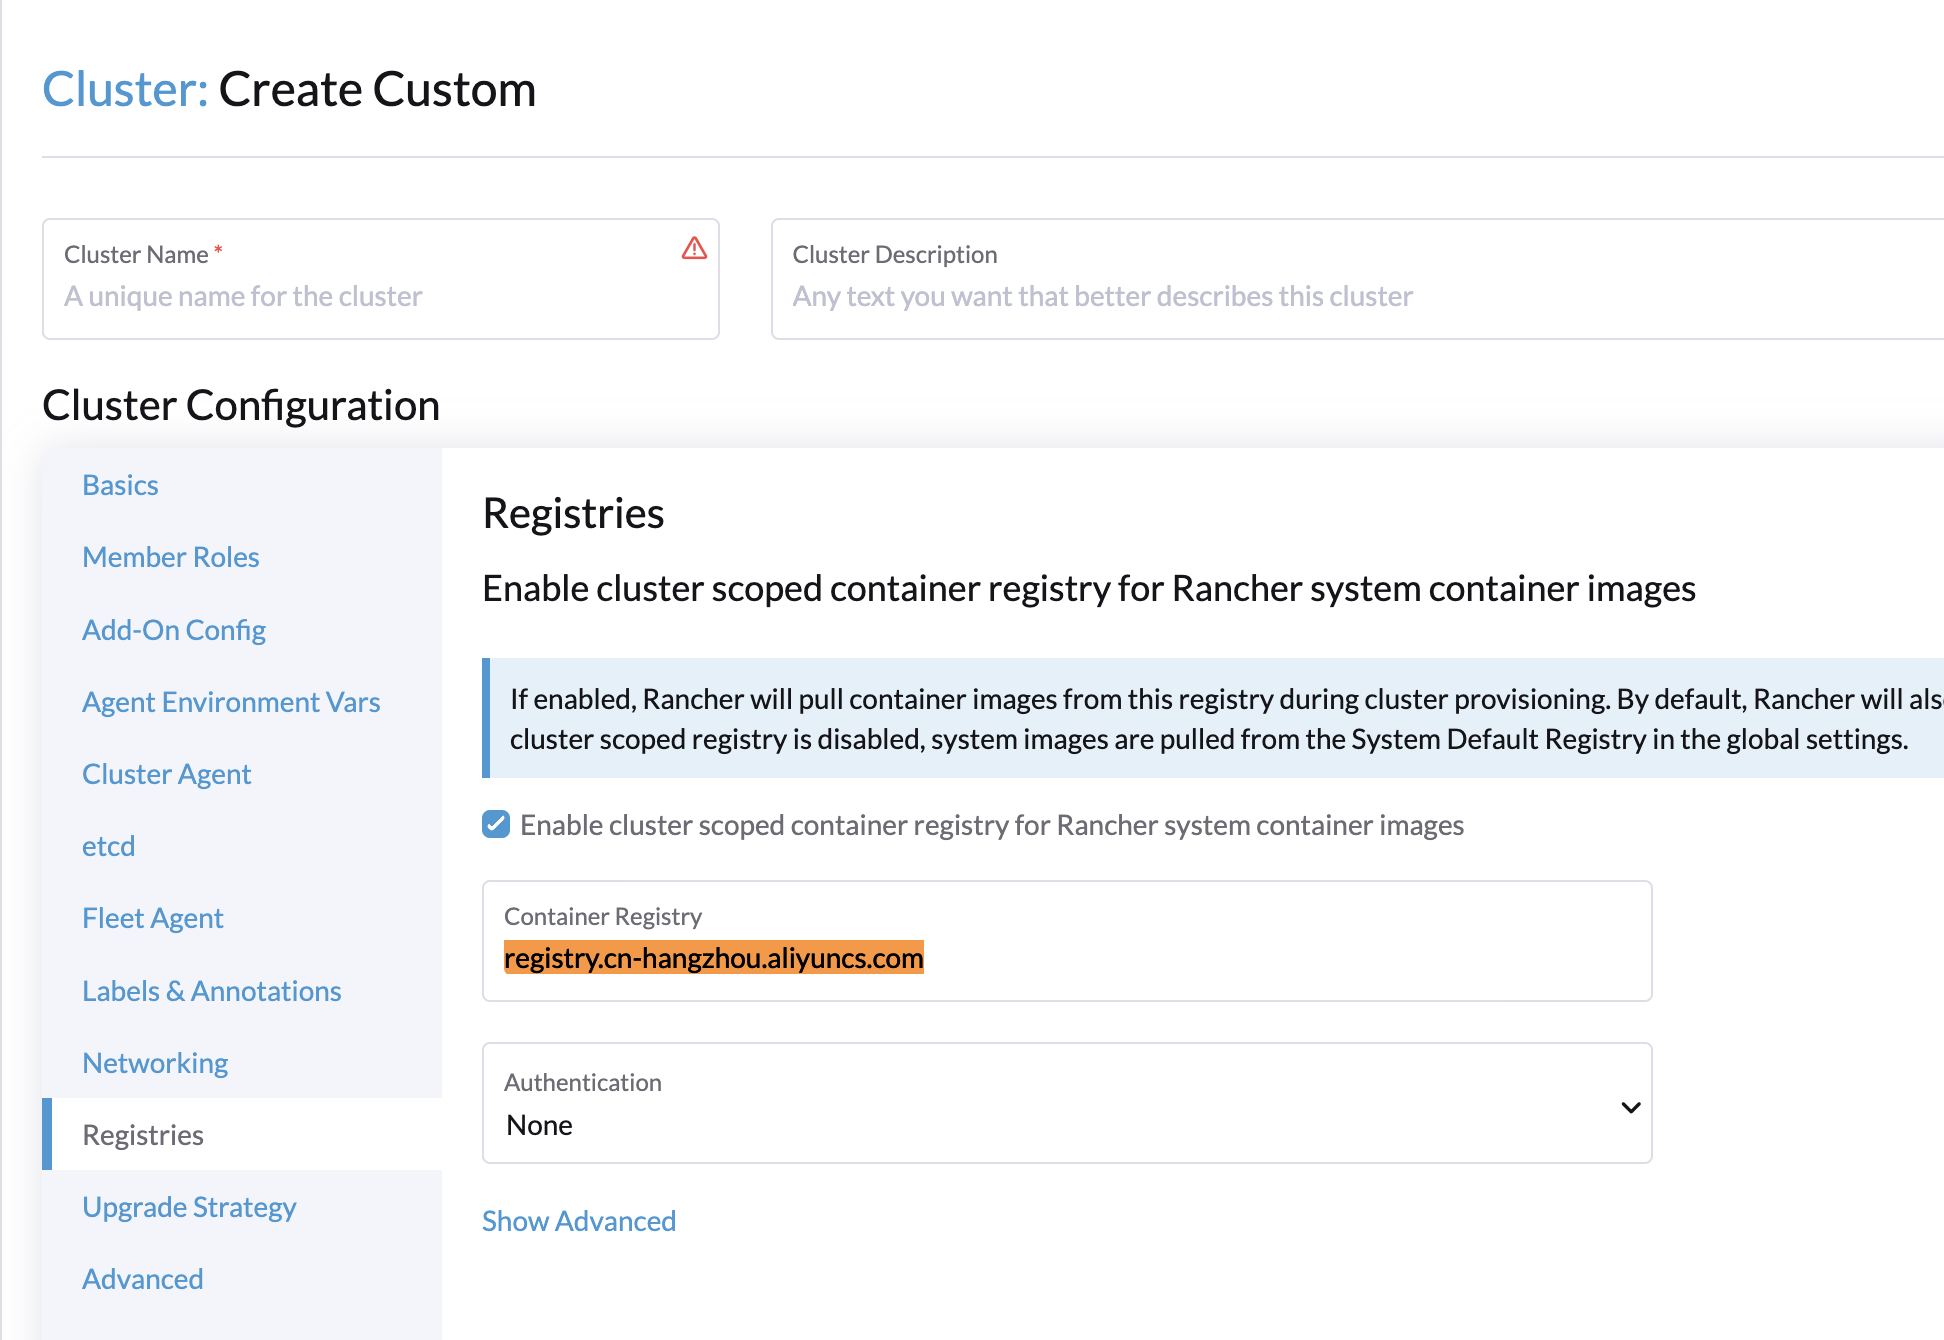 Cluster: Create Custom
Cluster Name *
A unique name for the cluster
Cluster Description
Any text you want that better describes this cluster
Cluster Configuration
Basics
Member Roles
Add-On Config
Agent Environment Vars
Cluster Agent
etcd
Fleet Agent
Labels & Annotations
Networking
Registries
Upgrade Strategy
Advanced
Registries
Enable cluster scoped container registry for Rancher system container images
If enabled, Rancher will pull container images from this registry during cluster provisioning. By default, Rancher will
cluster scoped registry is disabled, system images are pulled from the System Default Registry in the global settings.
Enable cluster scoped container registry for Rancher system container images
Container Registry
registry.cn-hangzhou.aliyuncs.com
Authentication
None
Show Advanced